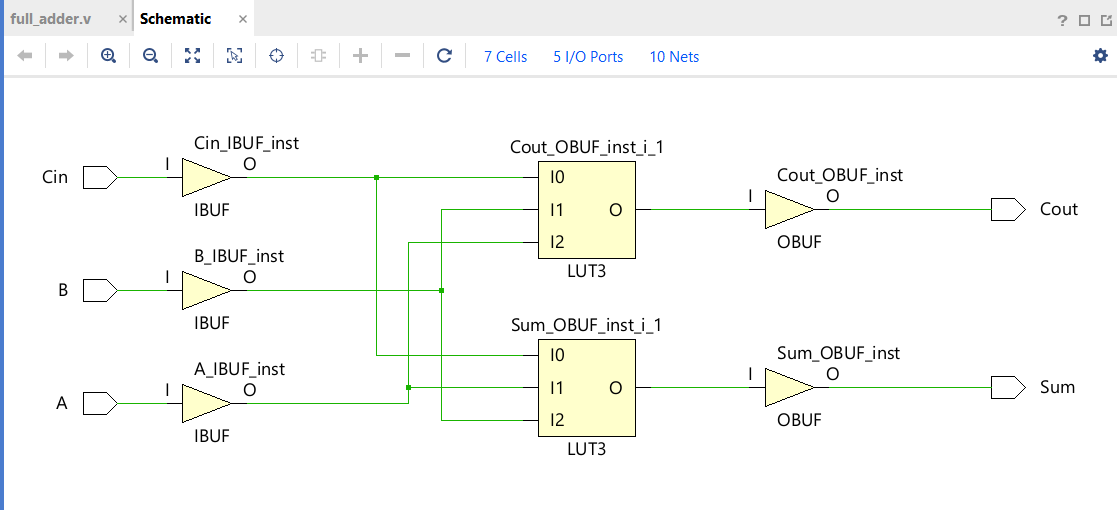 full_adder.v × Schematic ×
? 
7 Cells 5 I/O Ports 10 Nets
Cin_IBUF_inst
Cin I O
IBUF
B_IBUF_inst
B I O
IBUF
A_IBUF_inst
A I O
IBUF
Cout_OBUF_inst_i_1
I0
I1 O
I2
LUT3
Sum_OBUF_inst_i_1
I0
I1 O
I2
LUT3
Cout_OBUF_inst
I O
OBUF
Cout
Sum_OBUF_inst
I O
OBUF
Sum